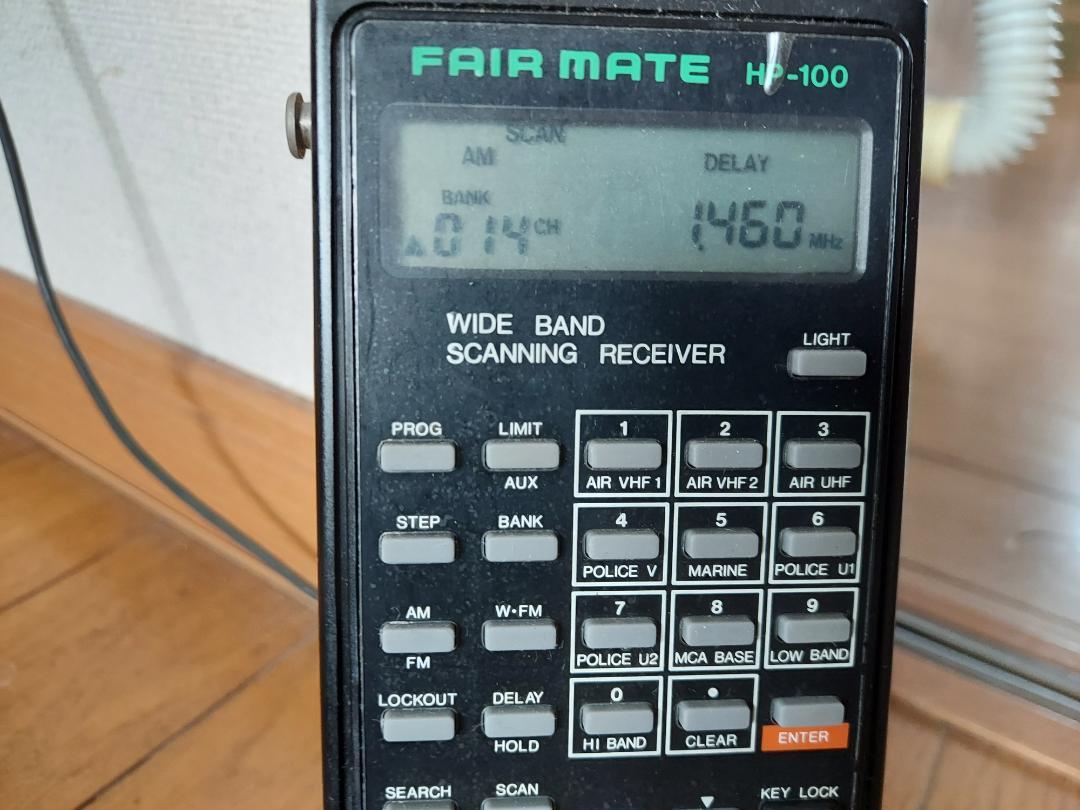 FAIR MATE HP-100
SCAN
AM DELAY
BANK
014 CH 1.460 MHz
WIDE BAND
SCANNING RECEIVER
LIGHT
PROG LIMIT 1 2 3
AUX AIR VHF 1 AIR VHF 2 AIR UHF
STEP BANK 4 5 6
POLICE V MARINE POLICE U1
AM W•FM 7 8 9
FM POLICE U2 MCA BASE LOW BAND
LOCKOUT DELAY 0 •
HOLD HI BAND CLEAR ENTER
SEARCH SCAN ▼ KEY LOCK